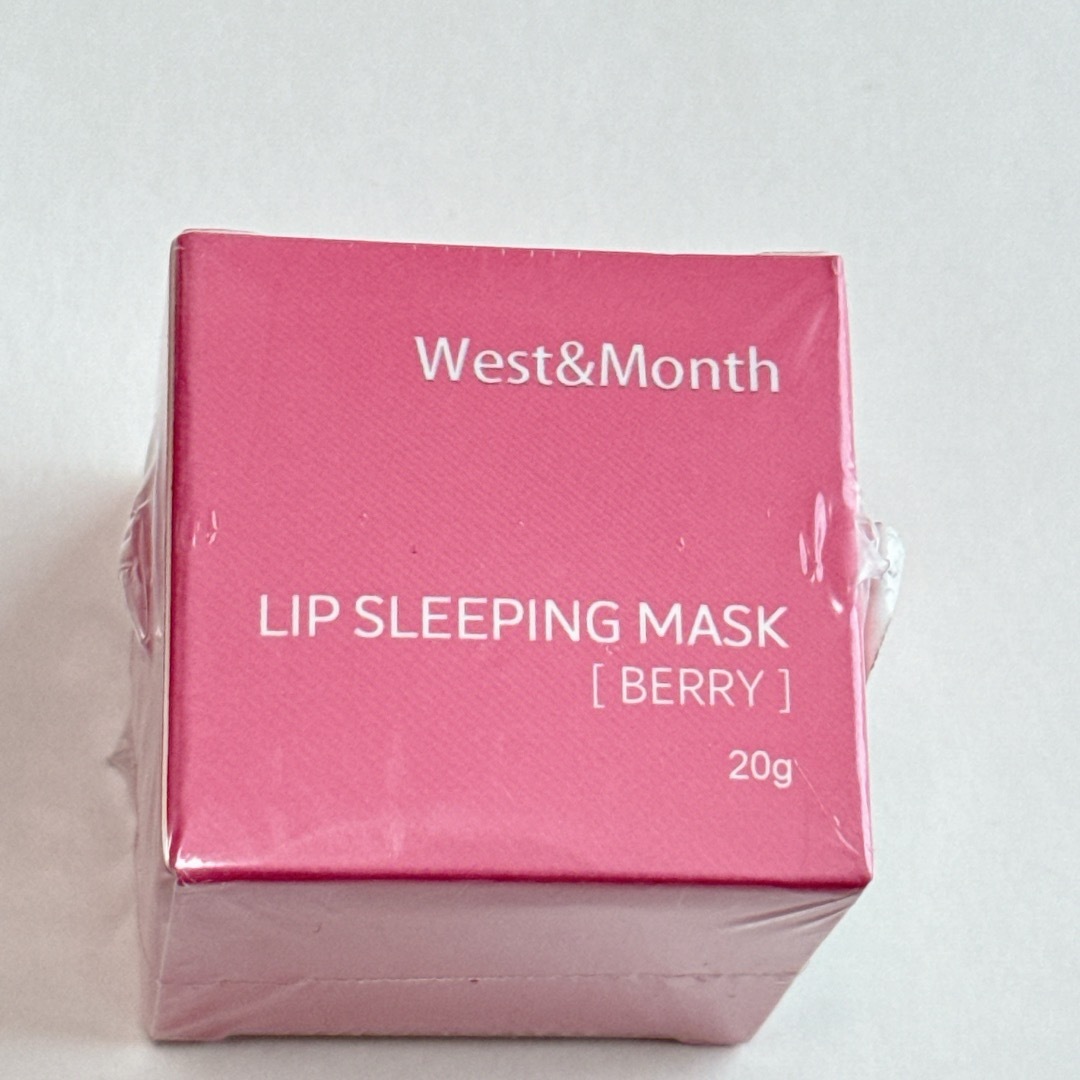 West&Month
LIP SLEEPING MASK
[ BERRY ]
20g